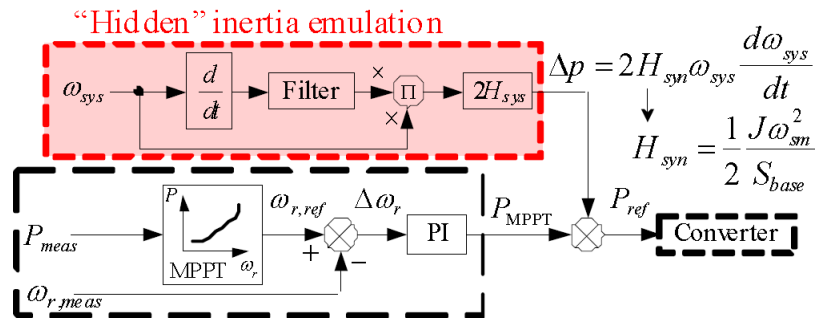 “Hidden” inertia emulation
ω_sys
d/dt
Filter
×
×
Π
2H_sys
Δp = 2H_syn ω_sys dω_sys/dt
H_syn = 1/2 Jω_sm^2/S_base
P_meas
P
MPPT ω_r
ω_r,ref
+
−
Δω_r
PI
P_MPPT
P_ref
Converter
ω_r,meas